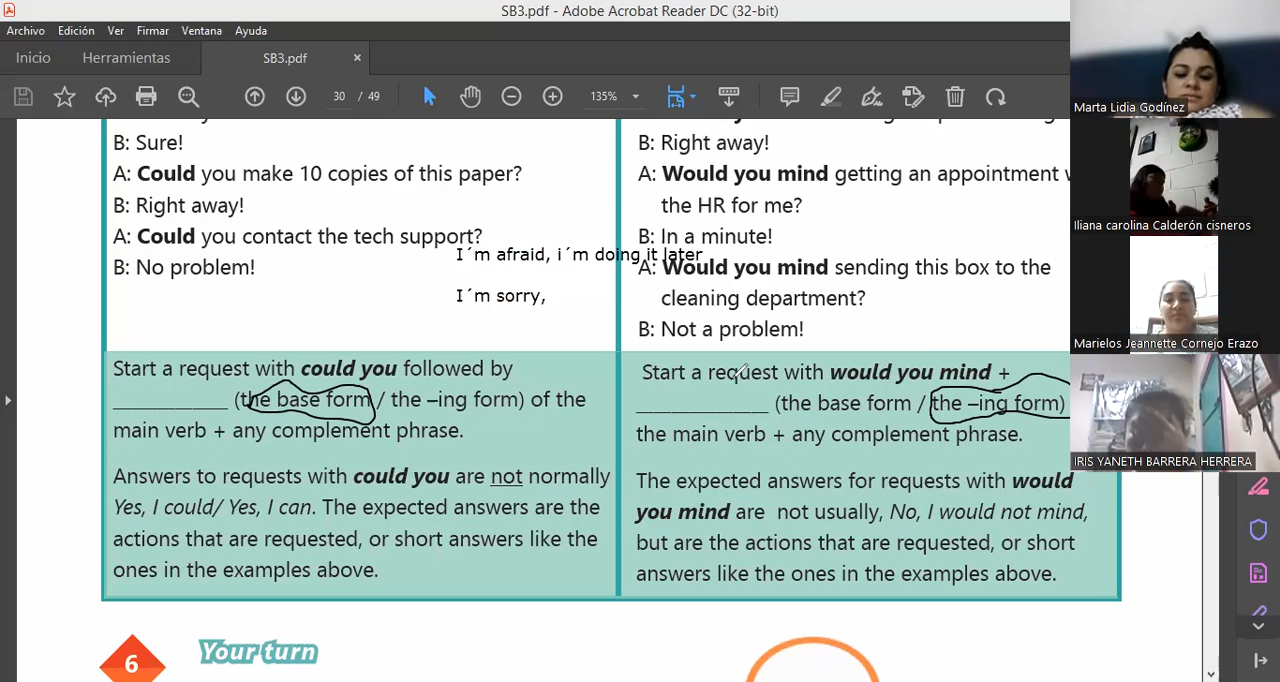 SB3.pdf - Adobe Acrobat Reader DC (32-bit)
Archivo Edición Ver Firmar Ventana Ayuda
Inicio Herramientas SB3.pdf ×
30 / 49 135%
B: Sure!
A: Could you make 10 copies of this paper?
B: Right away!
A: Could you contact the tech support?
B: No problem!
I´m afraid, i´m doing it later
I´m sorry,
B: Right away!
A: Would you mind getting an appointment
the HR for me?
B: In a minute!
A: Would you mind sending this box to the
cleaning department?
B: Not a problem!
Start a request with could you followed by
____________ (the base form / the –ing form) of the
main verb + any complement phrase.
Answers to requests with could you are not normally
Yes, I could/ Yes, I can. The expected answers are the
actions that are requested, or short answers like the
ones in the examples above.
Start a request with would you mind +
______________ (the base form / the –ing form)
the main verb + any complement phrase.
The expected answers for requests with would
you mind are not usually, No, I would not mind,
but are the actions that are requested, or short
answers like the ones in the examples above.
6 Your turn
Marta Lidia Godínez
Iliana carolina Calderón cisneros
Marielos Jeannette Cornejo Erazo
IRIS YANETH BARRERA HERRERA